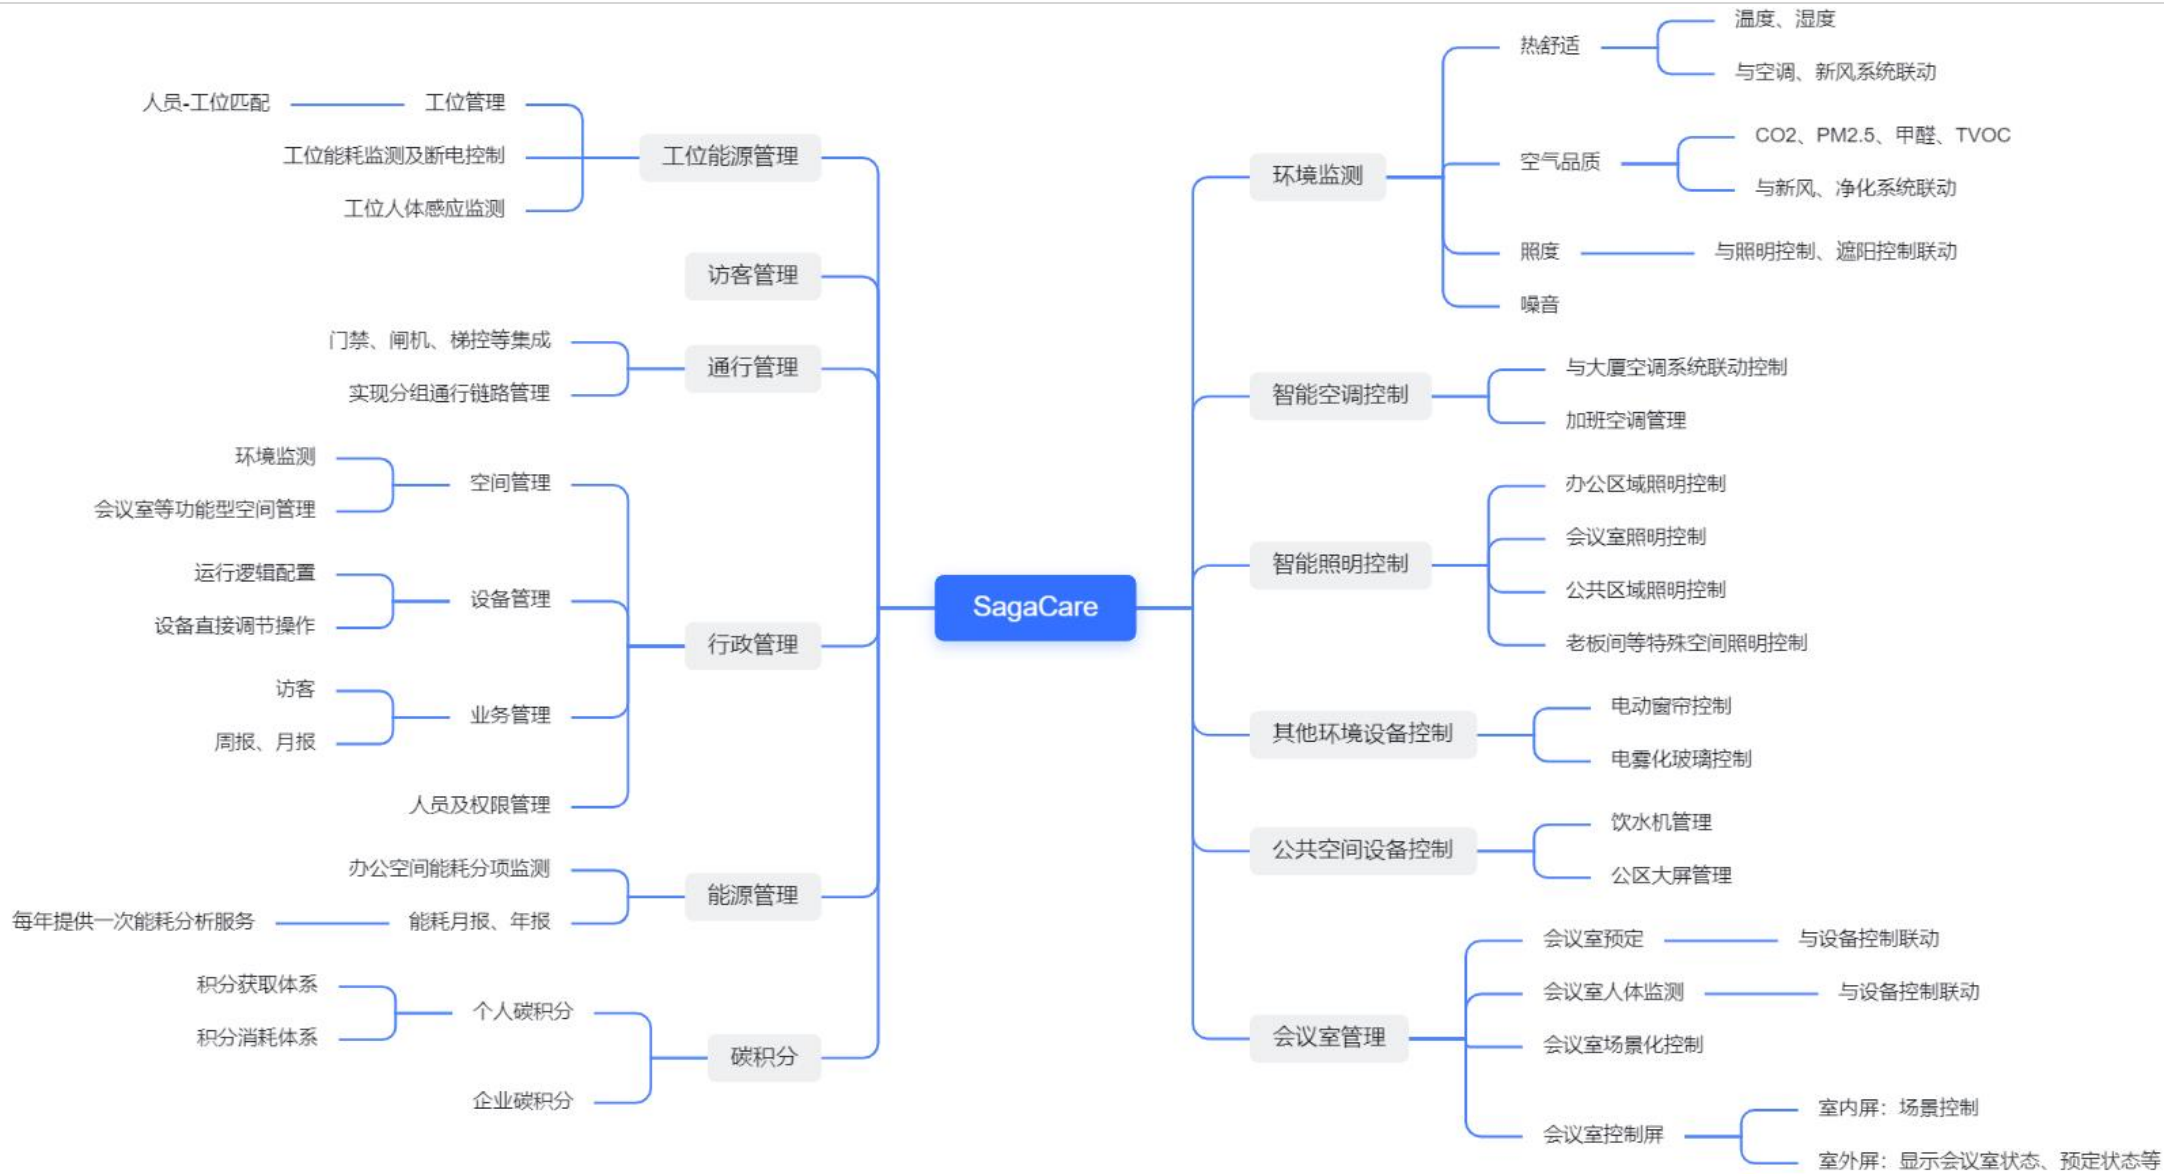 SagaCare
环境监测
热舒适
温度、湿度
与空调、新风系统联动
空气品质
CO2、PM2.5、甲醛、TVOC
与新风、净化系统联动
照度
与照明控制、遮阳控制联动
噪音
智能空调控制
与大厦空调系统联动控制
加班空调管理
智能照明控制
办公区域照明控制
会议室照明控制
公共区域照明控制
老板间等特殊空间照明控制
其他环境设备控制
电动窗帘控制
电雾化玻璃控制
公共空间设备控制
饮水机管理
公区大屏管理
会议室管理
会议室预定
与设备控制联动
会议室人体监测
与设备控制联动
会议室场景化控制
会议室控制屏
室内屏：场景控制
室外屏：显示会议室状态、预定状态等
工位能源管理
工位管理
人员-工位匹配
工位能耗监测及断电控制
工位人体感应监测
访客管理
通行管理
门禁、闸机、梯控等集成
实现分组通行链路管理
行政管理
空间管理
环境监测
会议室等功能型空间管理
设备管理
运行逻辑配置
设备直接调节操作
业务管理
访客
周报、月报
人员及权限管理
能源管理
办公空间能耗分项监测
能耗月报、年报
每年提供一次能耗分析服务
碳积分
个人碳积分
积分获取体系
积分消耗体系
企业碳积分